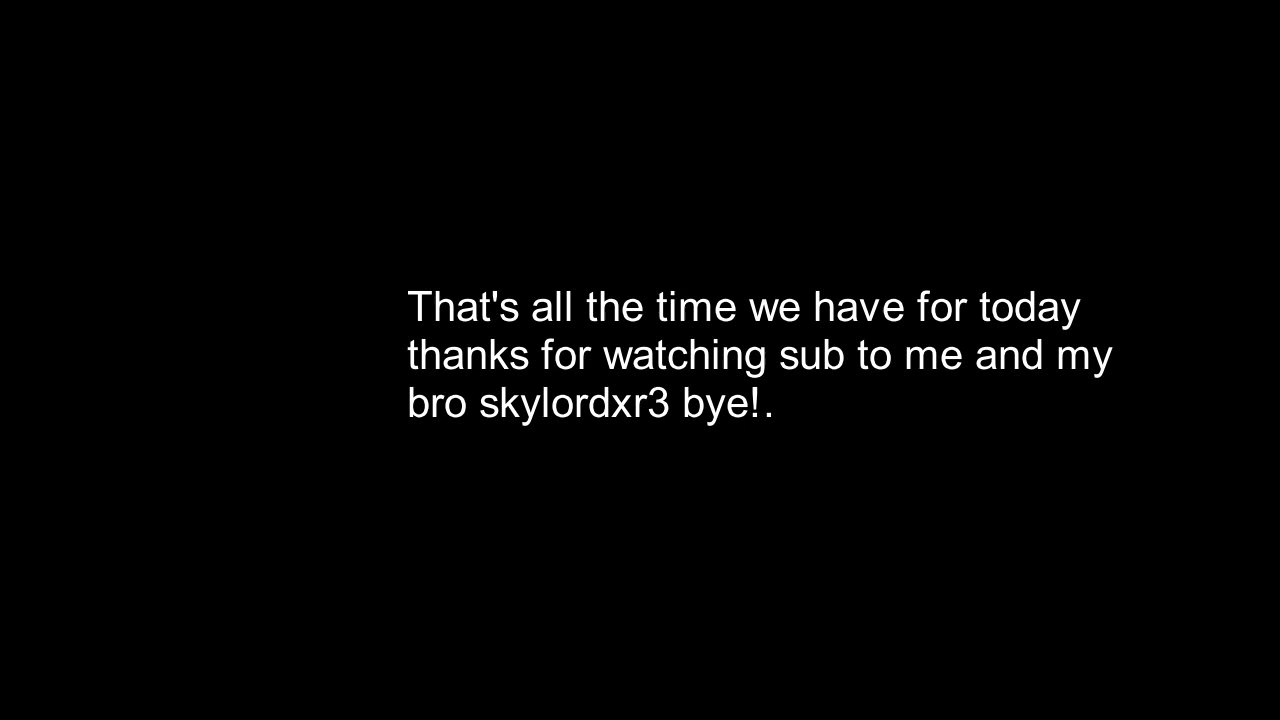 That's all the time we have for today
thanks for watching sub to me and my
bro skylordxr3 bye!.